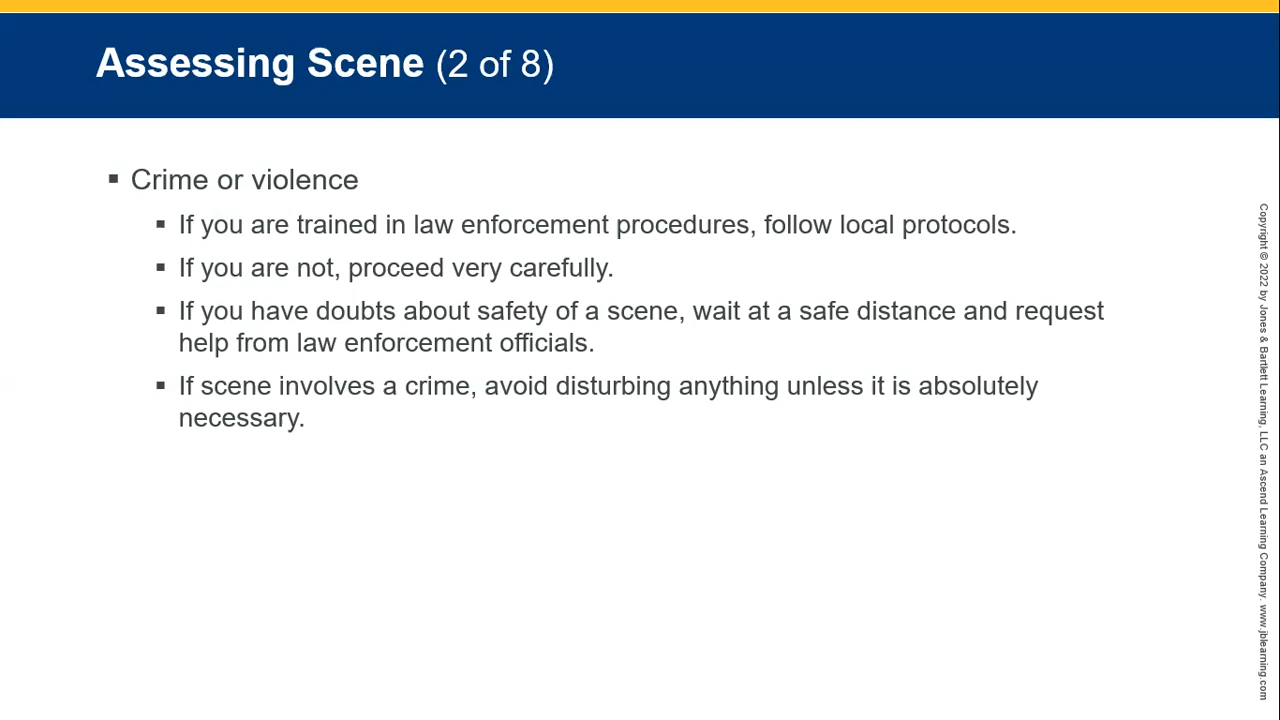 Assessing Scene (2 of 8)
▪ Crime or violence
▪ If you are trained in law enforcement procedures, follow local protocols.
▪ If you are not, proceed very carefully.
▪ If you have doubts about safety of a scene, wait at a safe distance and request
help from law enforcement officials.
▪ If scene involves a crime, avoid disturbing anything unless it is absolutely
necessary.
Copyright © 2022 by Jones & Bartlett Learning, LLC an Ascend Learning Company. www.jblearning.com